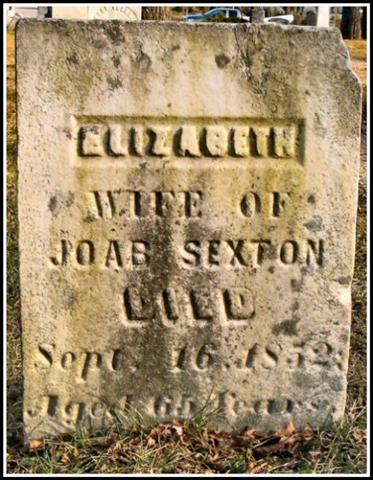 ELIZABETH
WIFE OF
JOAB SEXTON
DIED
Sept. 16. 1852.
Aged 65 Years.